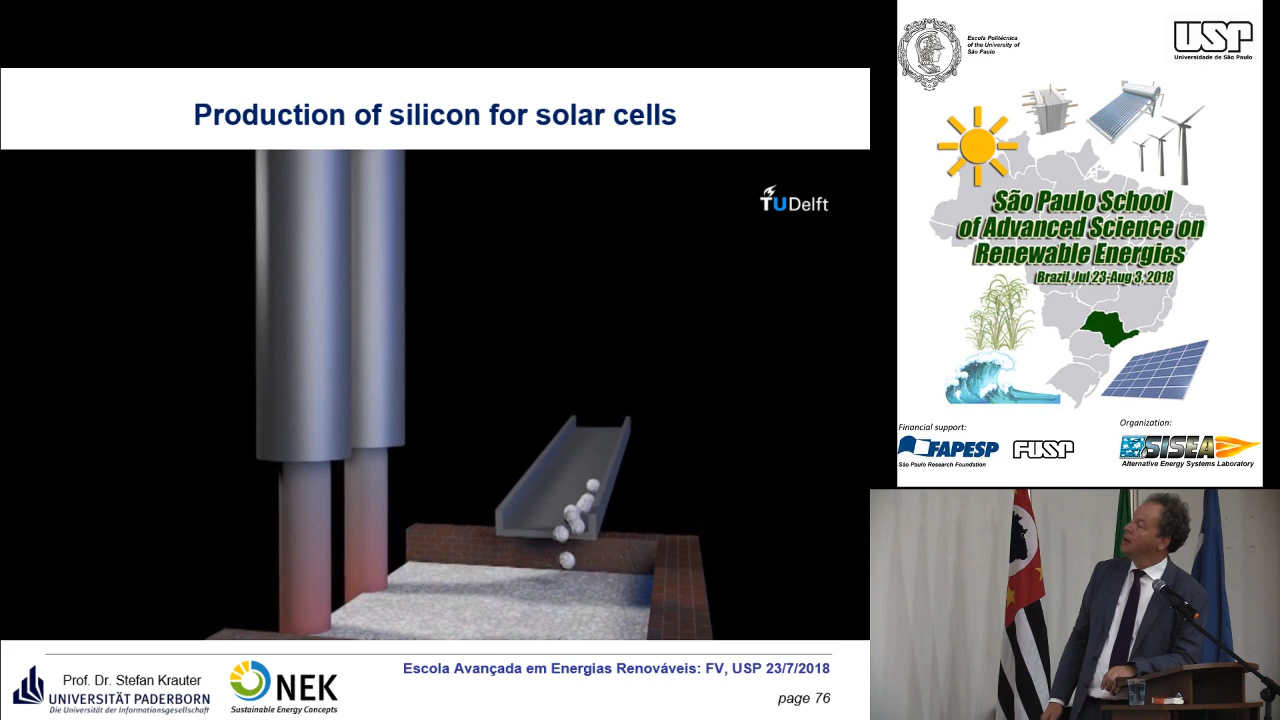 Production of silicon for solar cells
TUDelft
Prof. Dr. Stefan Krauter
UNIVERSITÄT PADERBORN
Die Universität der Informationsgesellschaft
NEK
Sustainable Energy Concepts
Escola Avançada em Energias Renováveis: FV, USP 23/7/2018
page 76
Escola Politécnica
of the University of
São Paulo
USP
Universidade de São Paulo
São Paulo School
of Advanced Science on
Renewable Energies
Brazil, Jul 23-Aug 3, 2018
Financial support:
FAPESP
São Paulo Research Foundation
FUSP
Organization:
SISEA
Alternative Energy Systems Laboratory